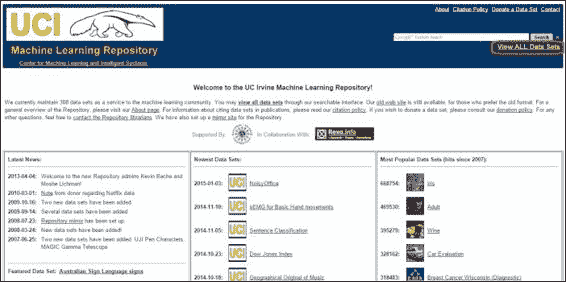 About Citation Policy Donate a Data Set Contact
UCI
Google Custom Search Search
View ALL Data Sets
Machine Learning Repository
Center for Machine Learning and Intelligent Systems
Welcome to the UC Irvine Machine Learning Repository!
We currently maintain 308 data sets as a service to the machine learning community. You may view all data sets through our searchable interface. Our old web site is still available, for those who prefer the old format. For a
general overview of the Repository, please visit our About page. For information about citing data sets in publications, please read our citation policy. If you wish to donate a data set, please consult our donation policy. For any
other questions, feel free to contact the Repository librarians. We have also set up a mirror site for the Repository.
Supported By: In Collaboration With: Rexa.info
Latest News:
2013-04-04: Welcome to the new Repository admins Kevin Bache and
Moshe Lichman!
2010-03-01: Note from donor regarding Netflix data
2009-10-16: Two new data sets have been added.
2009-09-14: Several data sets have been added.
2008-07-23: Repository mirror has been set up.
2008-03-24: New data sets have been added!
2007-06-25: Two new data sets have been added: UJI Pen Characters,
MAGIC Gamma Telescope
Featured Data Set: Australian Sign Language signs
Newest Data Sets:
2015-01-03: UCI NoisyOffice
2014-11-10: UCI sEMG for Basic Hand movements
2014-11-05: UCI Sentence Classification
2014-10-23: UCI Dow Jones Index
2014-10-18: UCI Geographical Original of Music
Most Popular Data Sets (hits since 2007):
668754: Iris
469530: Adult
395275: Wine
326162: Car Evaluation
318483: Breast Cancer Wisconsin (Diagnostic)